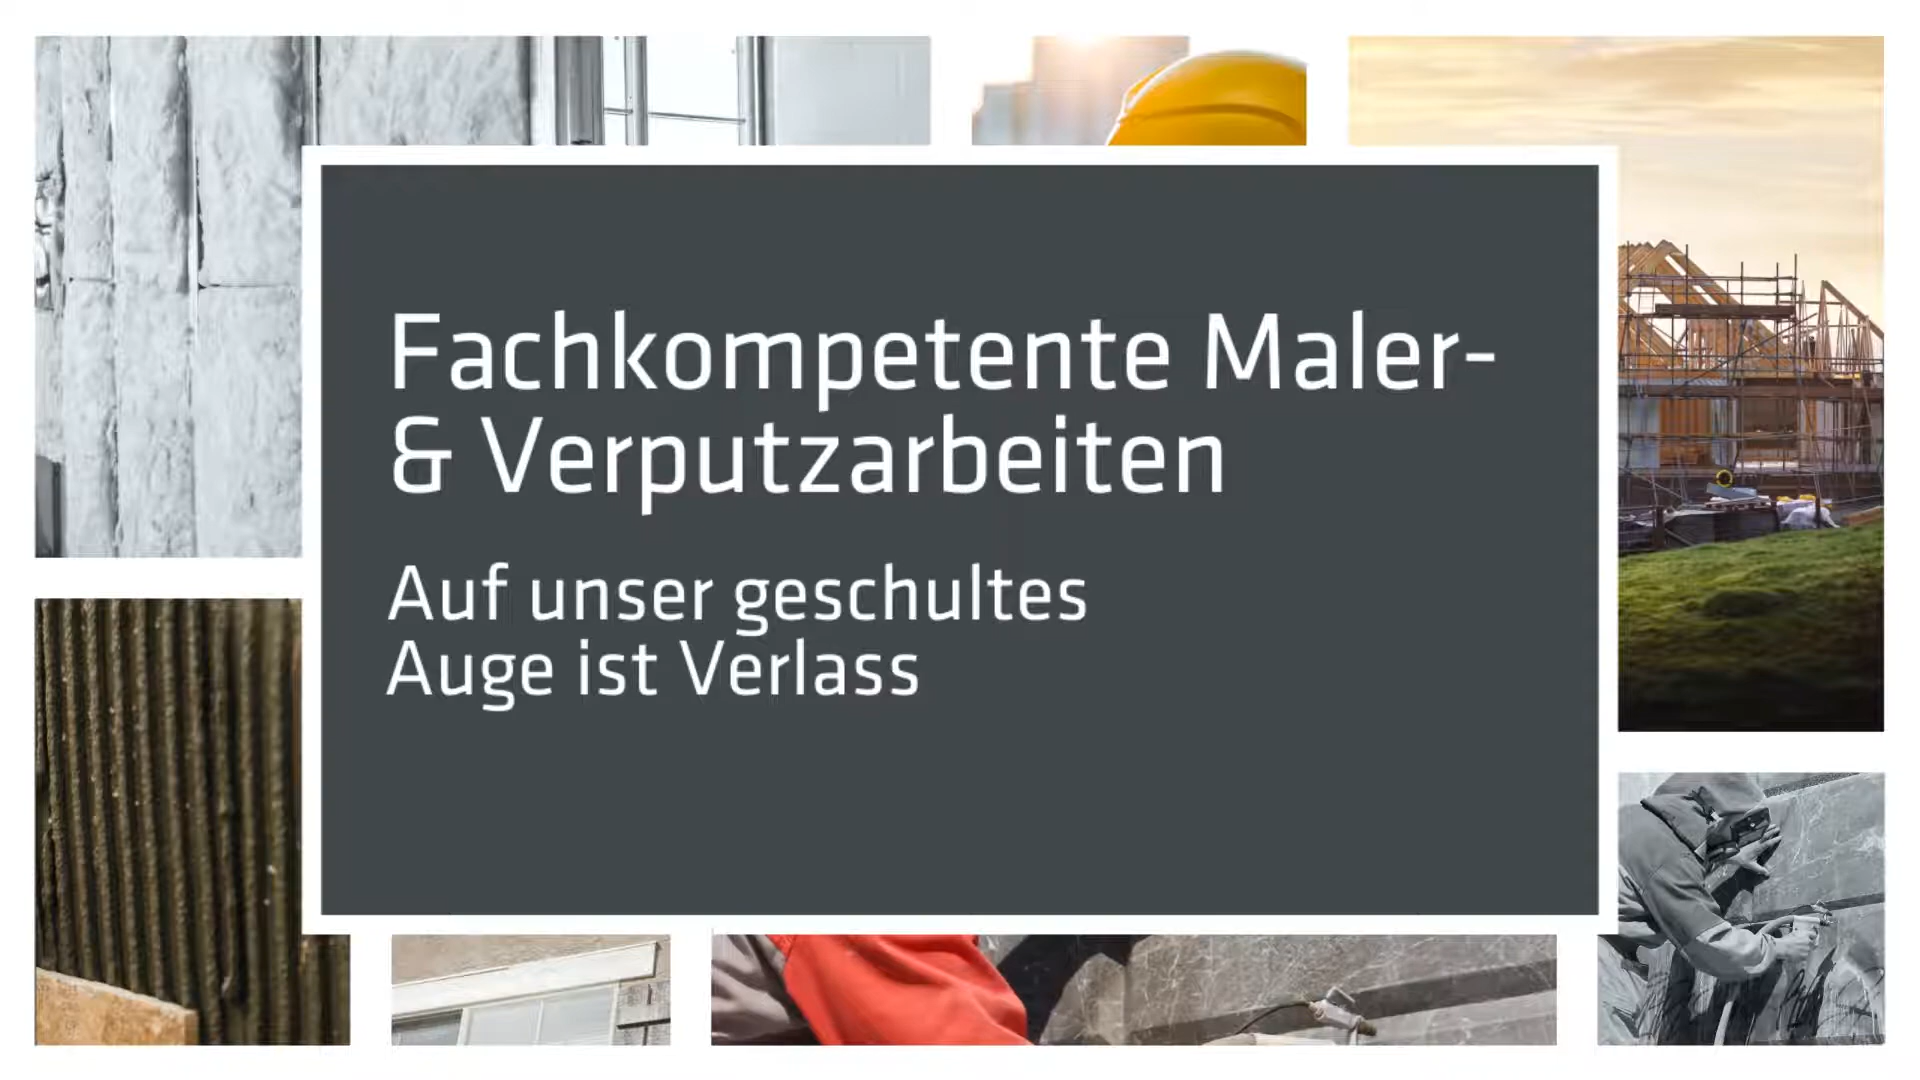 Fachkompetente Maler-
& Verputzarbeiten
Auf unser geschultes
Auge ist Verlass